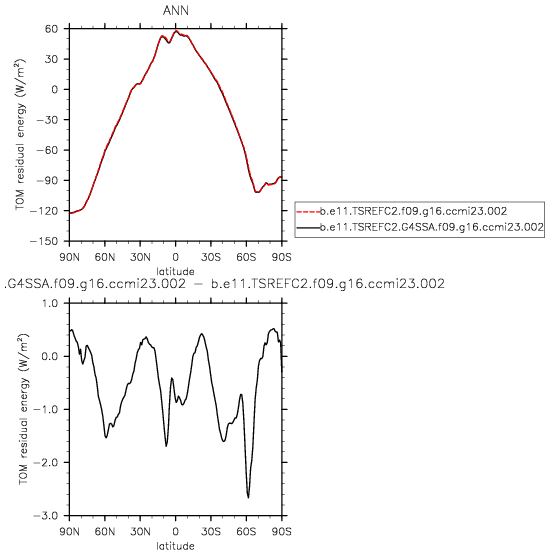 ANN
TOM residual energy (W/m²)
60
30
0
−30
−60
−90
−120
−150
90N 60N 30N 0 30S 60S 90S
latitude
b.e11.TSREFC2.f09.g16.ccmi23.002
b.e11.TSREFC2.G4SSA.f09.g16.ccmi23.002
.G4SSA.f09.g16.ccmi23.002 − b.e11.TSREFC2.f09.g16.ccmi23.002
TOM residual energy (W/m²)
1.0
0.0
−1.0
−2.0
−3.0
90N 60N 30N 0 30S 60S 90S
latitude